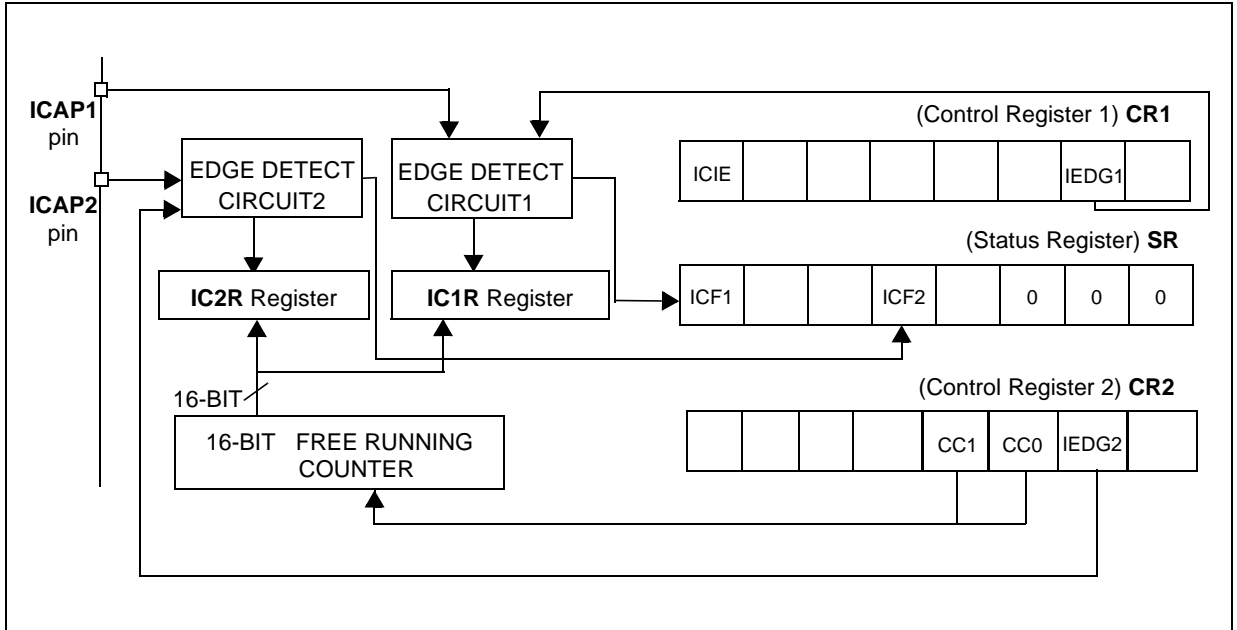 ICAP1
pin
ICAP2
pin
EDGE DETECT
CIRCUIT2
EDGE DETECT
CIRCUIT1
IC2R Register
IC1R Register
16-BIT
16-BIT FREE RUNNING
COUNTER
(Control Register 1) CR1
ICIE IEDG1
(Status Register) SR
ICF1 ICF2 0 0 0
(Control Register 2) CR2
CC1 CC0 IEDG2